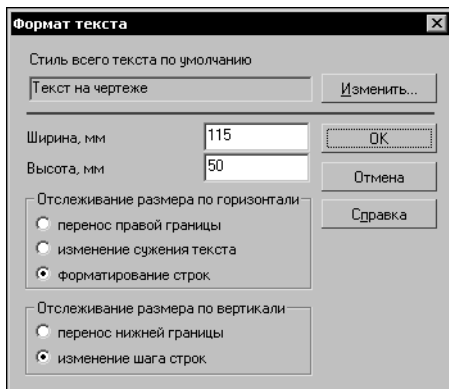 Формат текста
Стиль всего текста по умолчанию
Текст на чертеже
Изменить...
Ширина, мм 115
OK
Высота, мм 50
Отмена
Справка
Отслеживание размера по горизонтали
перенос правой границы
изменение сужения текста
форматирование строк
Отслеживание размера по вертикали
перенос нижней границы
изменение шага строк